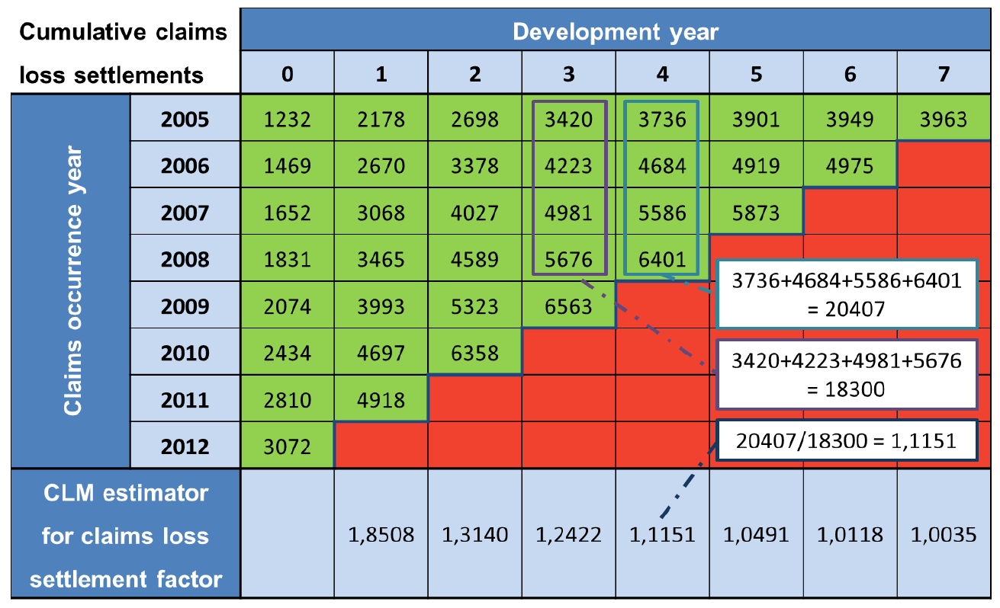 Cumulative claims
loss settlements
Development year
0 1 2 3 4 5 6 7
Claims occurrence year
2005 1232 2178 2698 3420 3736 3901 3949 3963
2006 1469 2670 3378 4223 4684 4919 4975
2007 1652 3068 4027 4981 5586 5873
2008 1831 3465 4589 5676 6401
2009 2074 3993 5323 6563
2010 2434 4697 6358
2011 2810 4918
2012 3072
3736+4684+5586+6401
= 20407
3420+4223+4981+5676
= 18300
20407/18300 = 1,1151
CLM estimator
for claims loss
settlement factor
1,8508 1,3140 1,2422 1,1151 1,0491 1,0118 1,0035